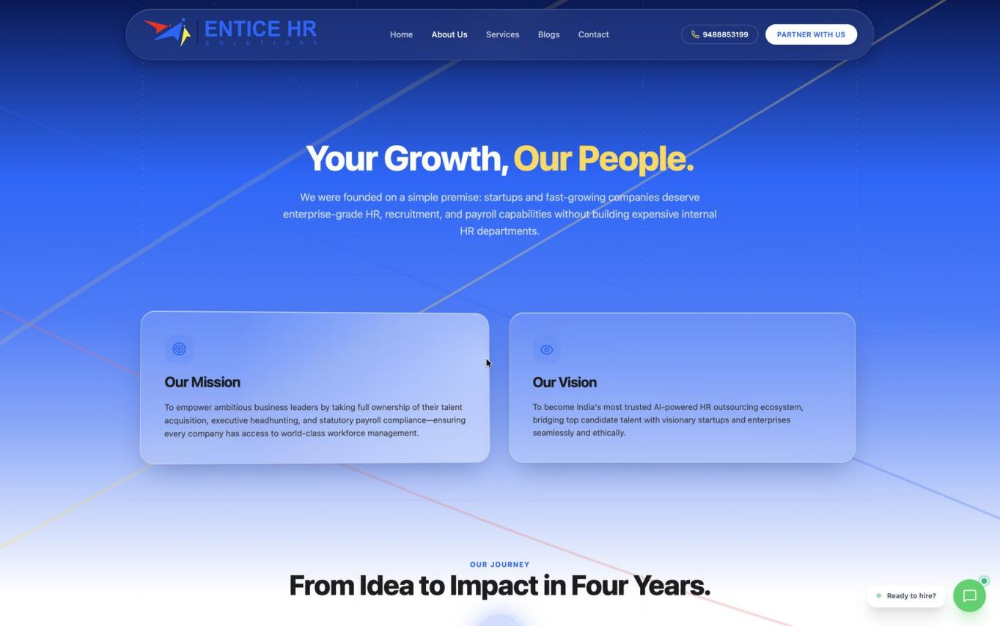 ENTICE HR
SOLUTIONS
Home
About Us
Services
Blogs
Contact
9488853199
PARTNER WITH US
Your Growth, Our People.
We were founded on a simple premise: startups and fast-growing companies deserve
enterprise-grade HR, recruitment, and payroll capabilities without building expensive internal
HR departments.
Our Mission
To empower ambitious business leaders by taking full ownership of their talent
acquisition, executive headhunting, and statutory payroll compliance—ensuring
every company has access to world-class workforce management.
Our Vision
To become India's most trusted AI-powered HR outsourcing ecosystem,
bridging top candidate talent with visionary startups and enterprises
seamlessly and ethically.
OUR JOURNEY
From Idea to Impact in Four Years.
Ready to hire?